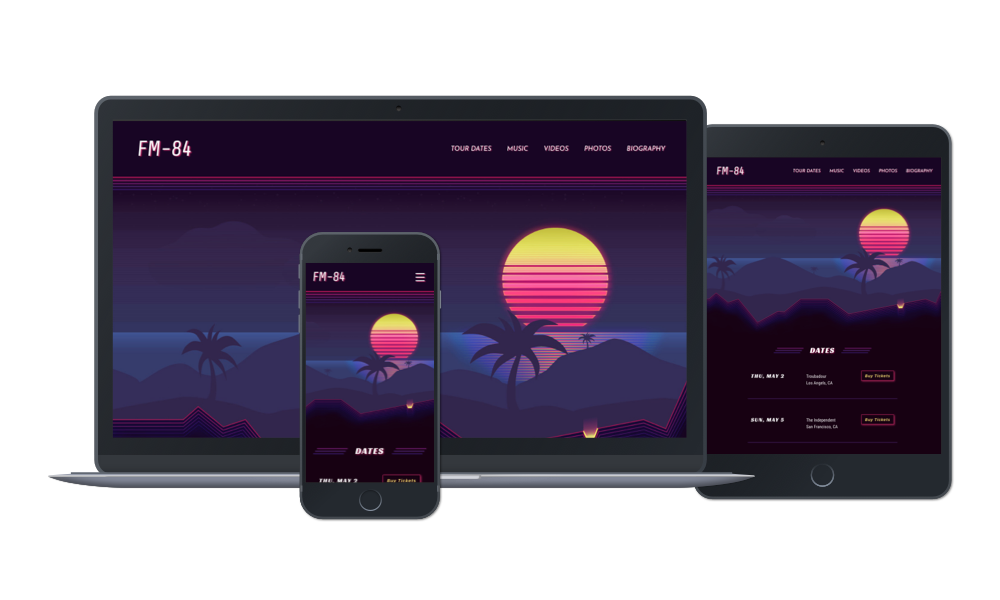 FM-84
TOUR DATES MUSIC VIDEOS PHOTOS BIOGRAPHY
FM-84
DATES
THU, MAY 2 Buy Tickets
FM-84
TOUR DATES MUSIC VIDEOS PHOTOS BIOGRAPHY
DATES
THU, MAY 2 Troubadour Buy Tickets
Los Angels, CA
SUN, MAY 5 The Independent Buy Tickets
San Francisco, CA